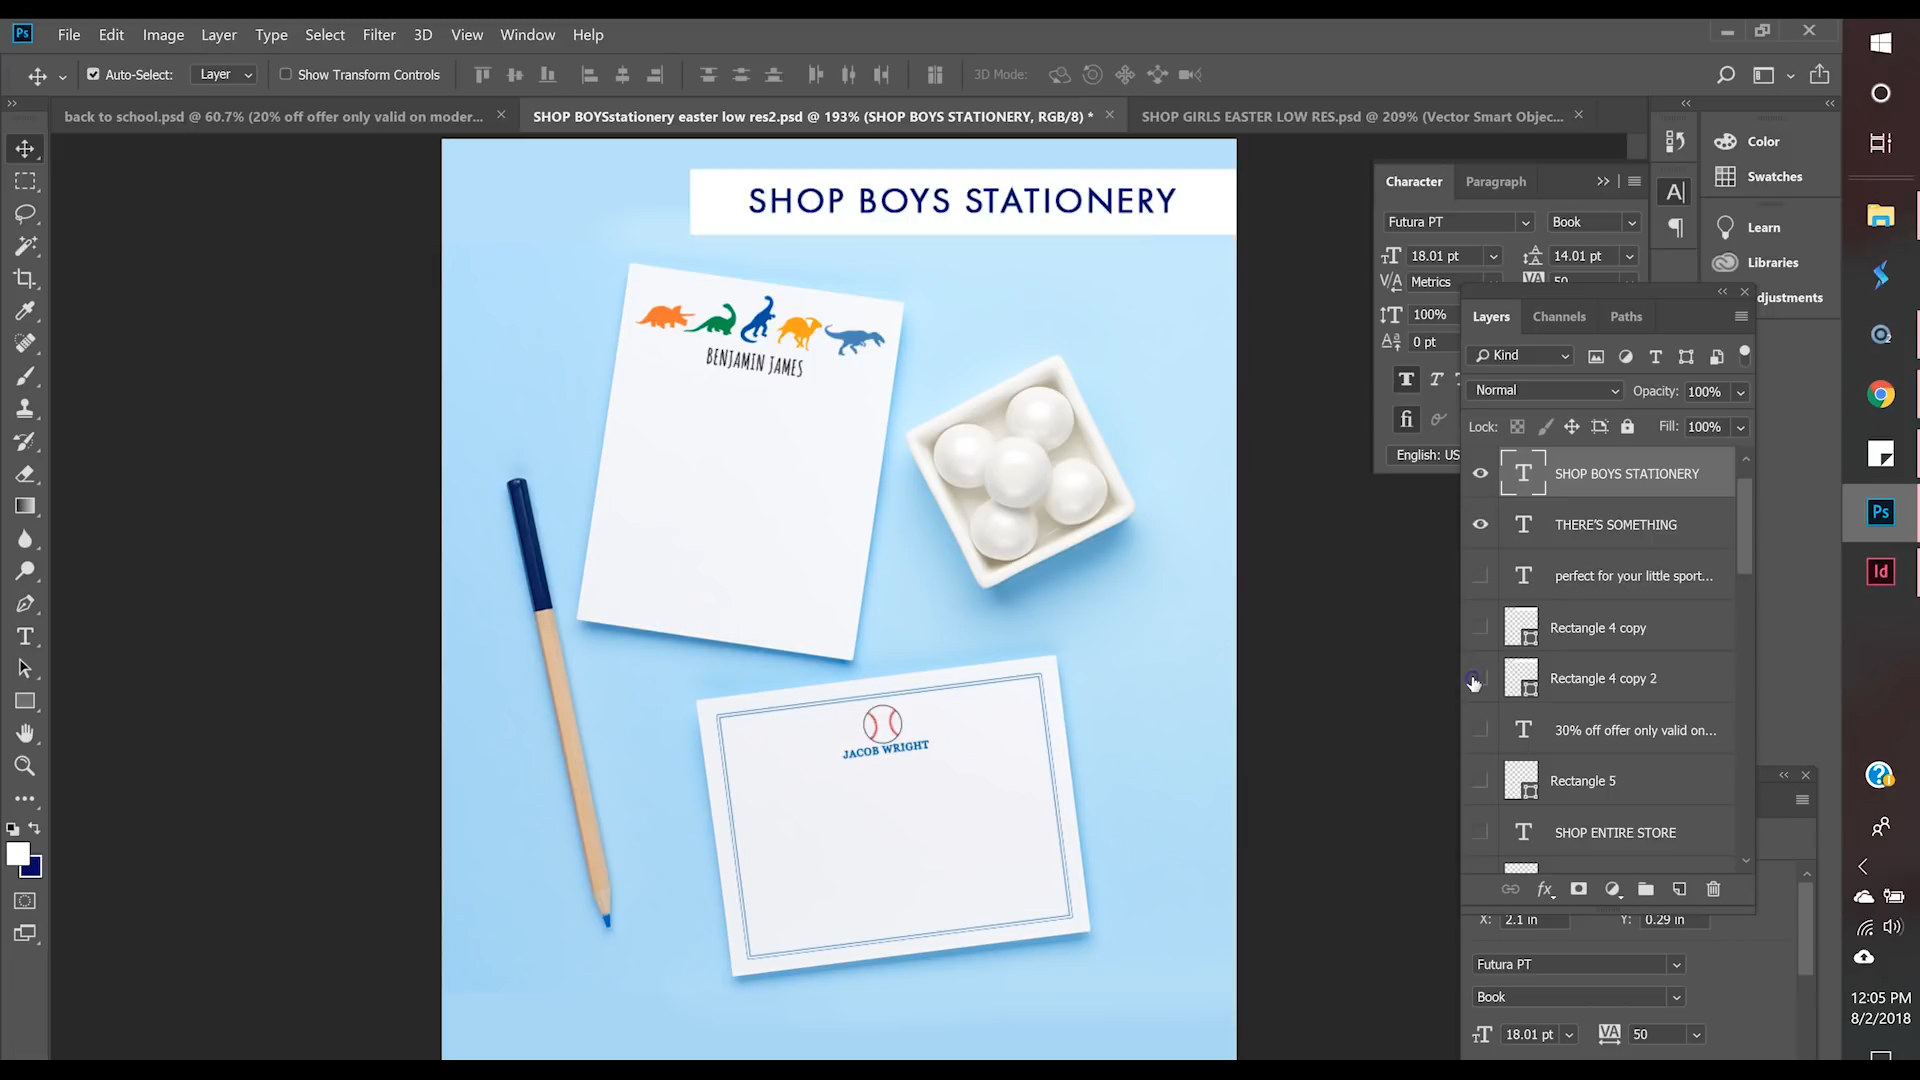 Ps File Edit Image Layer Type Select Filter 3D View Window Help
Auto-Select: Layer Show Transform Controls 3D Mode:
back to school.psd @ 60.7% (20% off offer only valid on moder...
SHOP BOYSstationery easter low res2.psd @ 193% (SHOP BOYS STATIONERY, RGB/8) *
SHOP GIRLS EASTER LOW RES.psd @ 209% (Vector Smart Objec...
SHOP BOYS STATIONERY
BENJAMIN JAMES
JACOB WRIGHT
Character Paragraph
Futura PT Book
18.01 pt 14.01 pt
Metrics 50
100%
0 pt
English: US
Color
Swatches
Learn
Libraries
djustments
Layers Channels Paths
Kind
Normal Opacity: 100%
Lock: Fill: 100%
SHOP BOYS STATIONERY
THERE'S SOMETHING
perfect for your little sport...
Rectangle 4 copy
Rectangle 4 copy 2
30% off offer only valid on...
Rectangle 5
SHOP ENTIRE STORE
X: 2.1 in Y: 0.29 in
Futura PT
Book
18.01 pt 50
Ps
Id
12:05 PM
8/2/2018